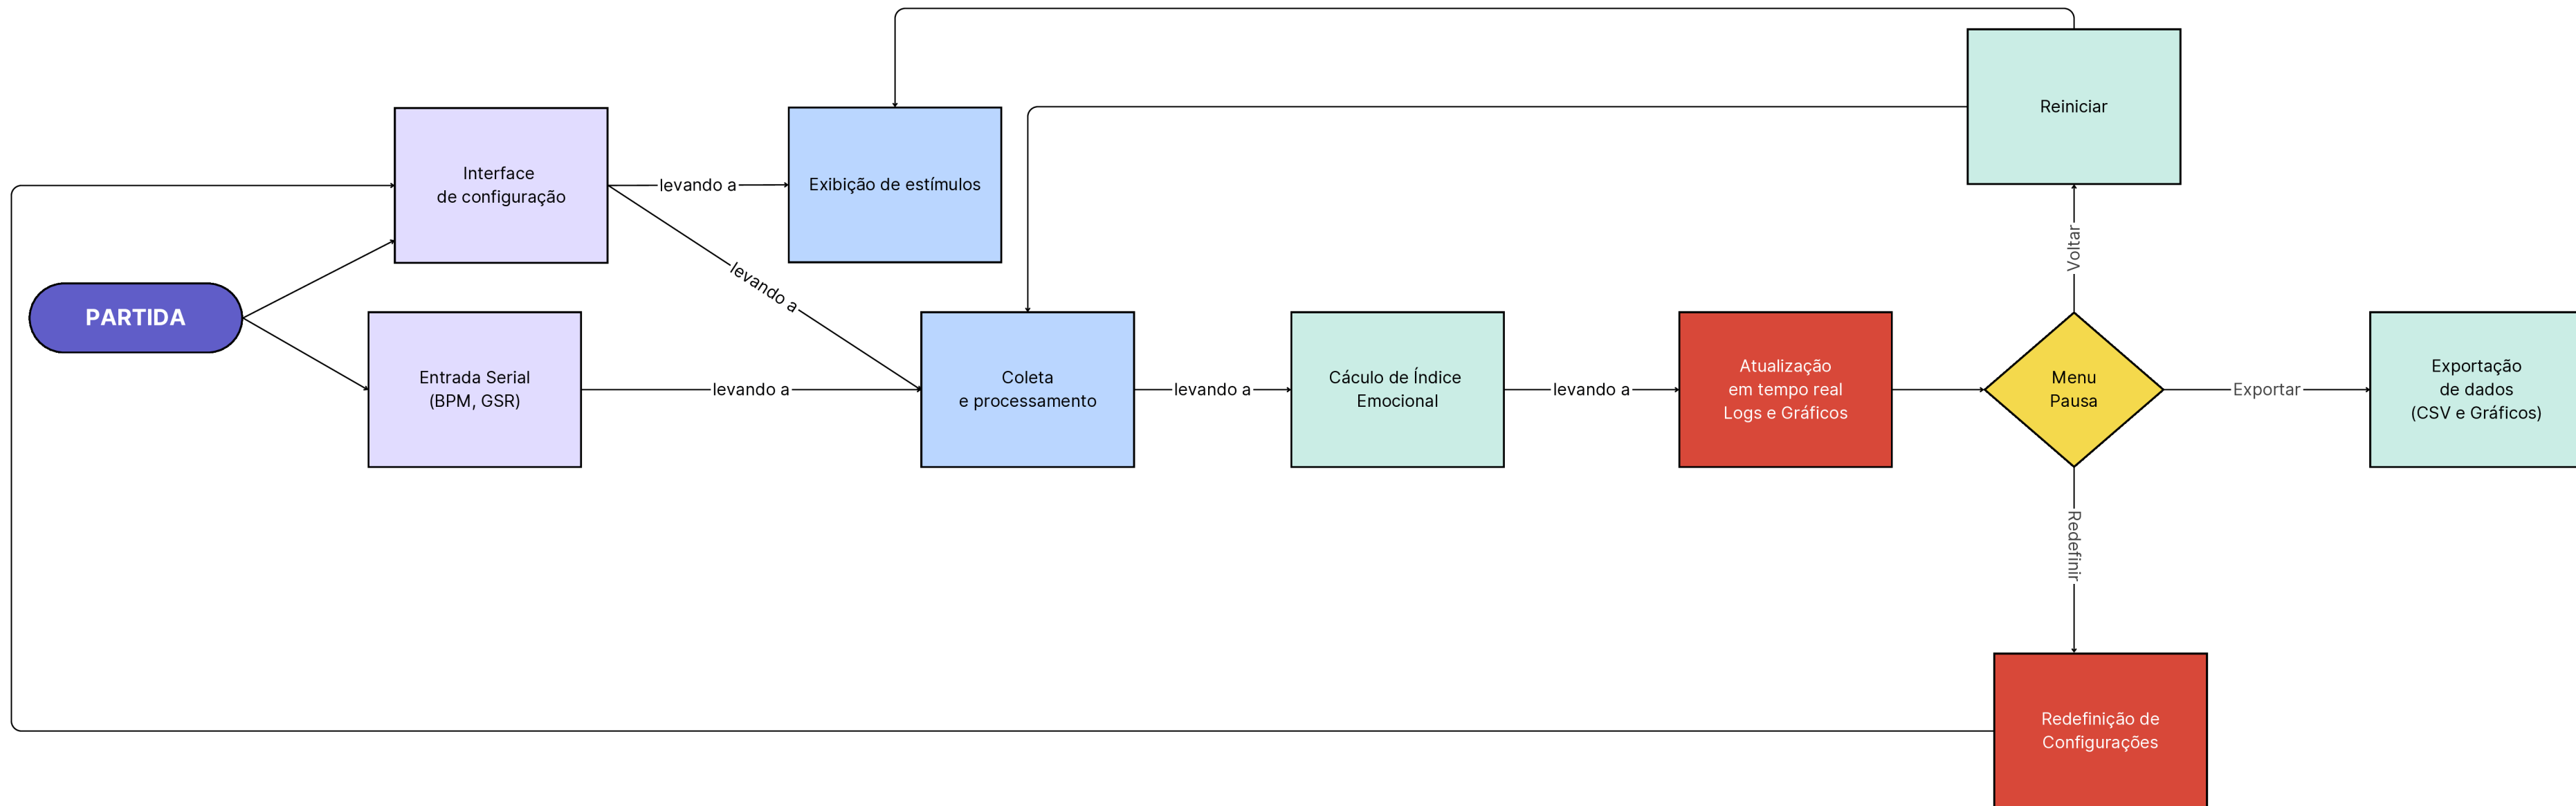 Reiniciar
Interface
de configuração
levando a
Exibição de estímulos
Voltar
levando a
PARTIDA
Entrada Serial
(BPM, GSR)
levando a
Coleta
e processamento
levando a
Cáculo de Índice
Emocional
levando a
Atualização
em tempo real
Logs e Gráficos
Menu
Pausa
Exportar
Exportação
de dados
(CSV e Gráficos)
Redefinir
Redefinição de
Configurações